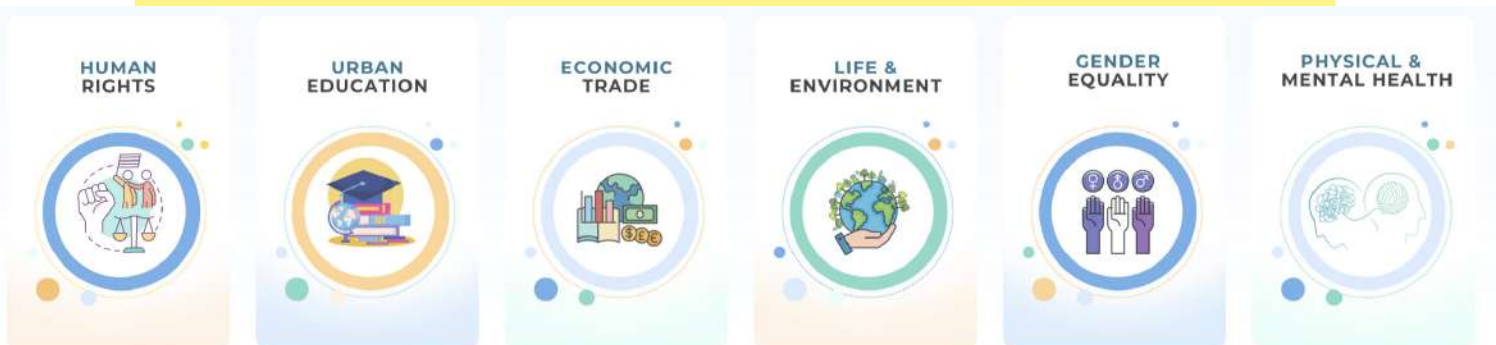 HUMAN
RIGHTS
URBAN
EDUCATION
ECONOMIC
TRADE
LIFE &
ENVIRONMENT
GENDER
EQUALITY
PHYSICAL &
MENTAL HEALTH